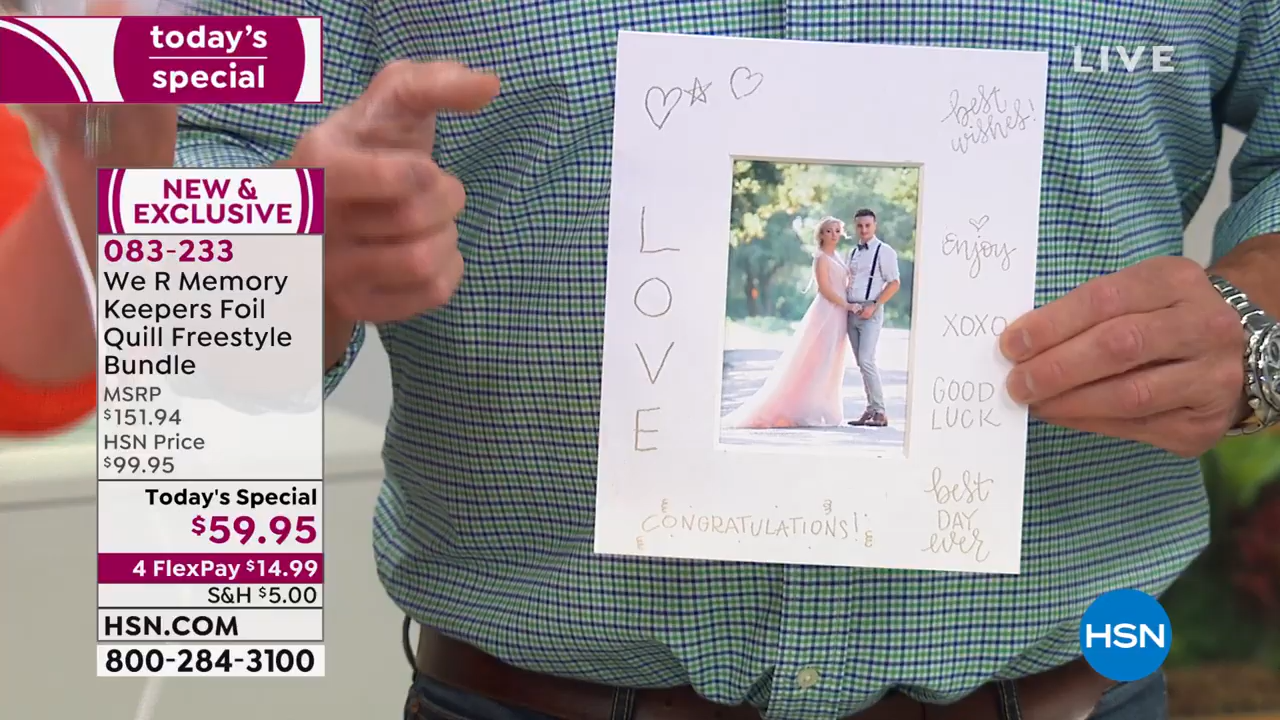 today's
special
LIVE
NEW &
EXCLUSIVE
083-233
We R Memory
Keepers Foil
Quill Freestyle
Bundle
MSRP
$151.94
HSN Price
$99.95
Today's Special
$59.95
4 FlexPay $14.99
S&H $5.00
HSN.COM
800-284-3100
best
wishes!
LOVE
enjoy
XOXO
GOOD
LUCK
CONGRATULATIONS!
best
DAY
ever
HSN